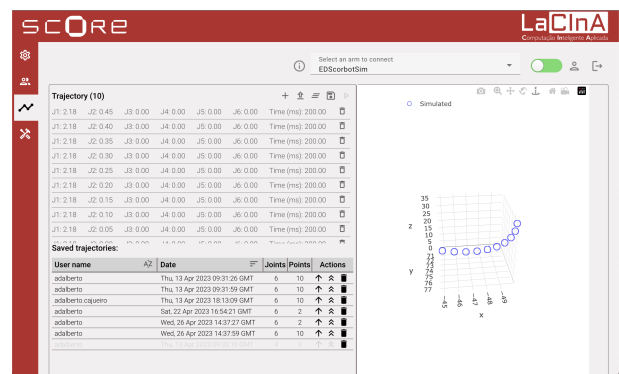 SCORE
LaCInA
Computação Inteligente Aplicada
Select an arm to connect
EDScorbotSim
Trajectory (10)
J1: 2.18 J2: 0.45 J3: 0.00 J4: 0.00 J5: 0.00 J6: 0.00 Time (ms): 200.00
J1: 2.18 J2: 0.40 J3: 0.00 J4: 0.00 J5: 0.00 J6: 0.00 Time (ms): 200.00
J1: 2.18 J2: 0.35 J3: 0.00 J4: 0.00 J5: 0.00 J6: 0.00 Time (ms): 200.00
J1: 2.18 J2: 0.30 J3: 0.00 J4: 0.00 J5: 0.00 J6: 0.00 Time (ms): 200.00
J1: 2.18 J2: 0.25 J3: 0.00 J4: 0.00 J5: 0.00 J6: 0.00 Time (ms): 200.00
J1: 2.18 J2: 0.20 J3: 0.00 J4: 0.00 J5: 0.00 J6: 0.00 Time (ms): 200.00
J1: 2.18 J2: 0.15 J3: 0.00 J4: 0.00 J5: 0.00 J6: 0.00 Time (ms): 200.00
J1: 2.18 J2: 0.10 J3: 0.00 J4: 0.00 J5: 0.00 J6: 0.00 Time (ms): 200.00
J1: 2.18 J2: 0.05 J3: 0.00 J4: 0.00 J5: 0.00 J6: 0.00 Time (ms): 200.00
Saved trajectories:
User name Date Joints Points Actions
adalberto Thu, 13 Apr 2023 09:31:26 GMT 6 10
adalberto Thu, 13 Apr 2023 09:31:59 GMT 6 10
adalberto.cajueiro Thu, 13 Apr 2023 18:13:09 GMT 6 10
adalberto Sat, 22 Apr 2023 16:54:21 GMT 6 2
adalberto Wed, 26 Apr 2023 14:37:27 GMT 6 2
adalberto Wed, 26 Apr 2023 14:37:59 GMT 6 10
adalberto
Simulated
35
30
25
20
z 15
10
5
0
71
73
74
y 75
76
77
−45 −46 −47 −48 −49
x